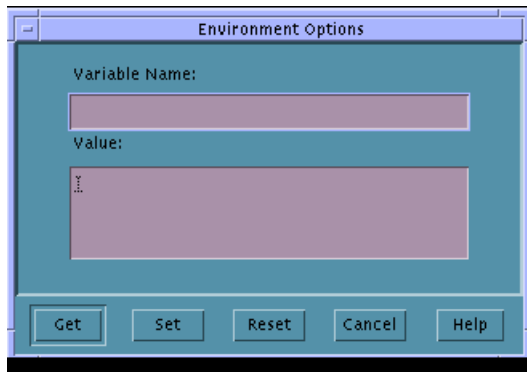 Environment Options
Variable Name:
Value:
Get Set Reset Cancel Help